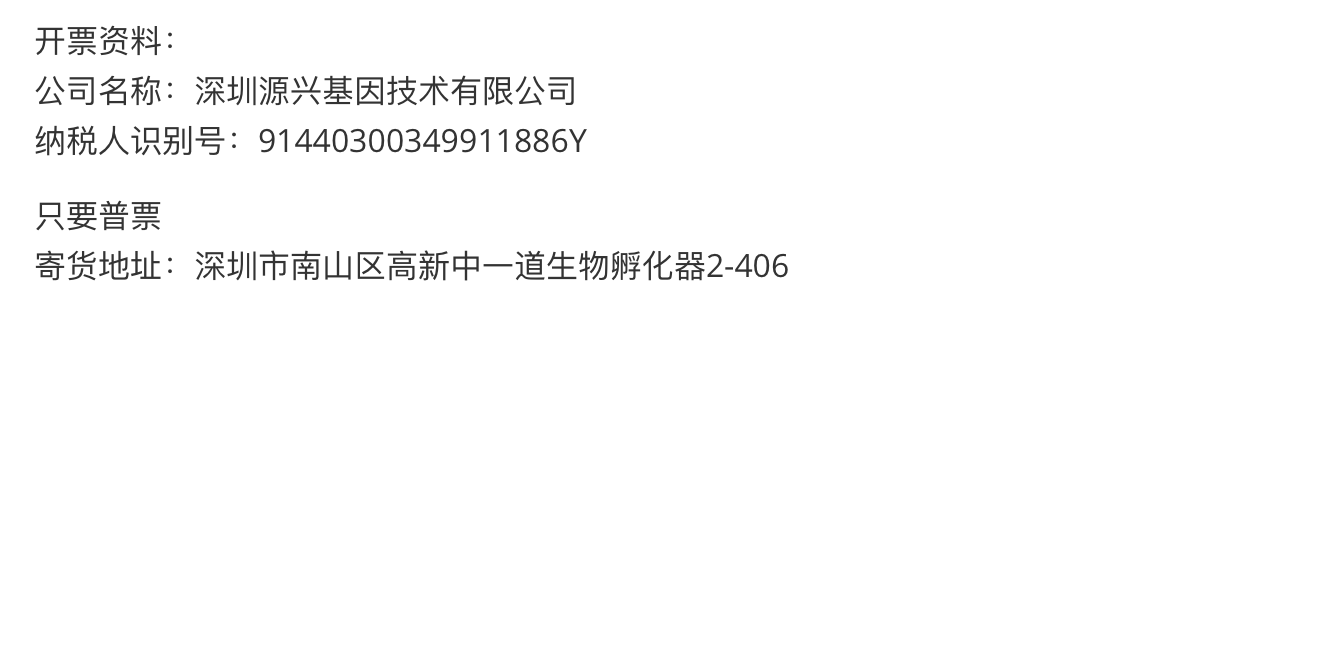 开票资料：
公司名称：深圳源兴基因技术有限公司
纳税人识别号：91440300349911886Y
只要普票
寄货地址：深圳市南山区高新中一道生物孵化器2-406